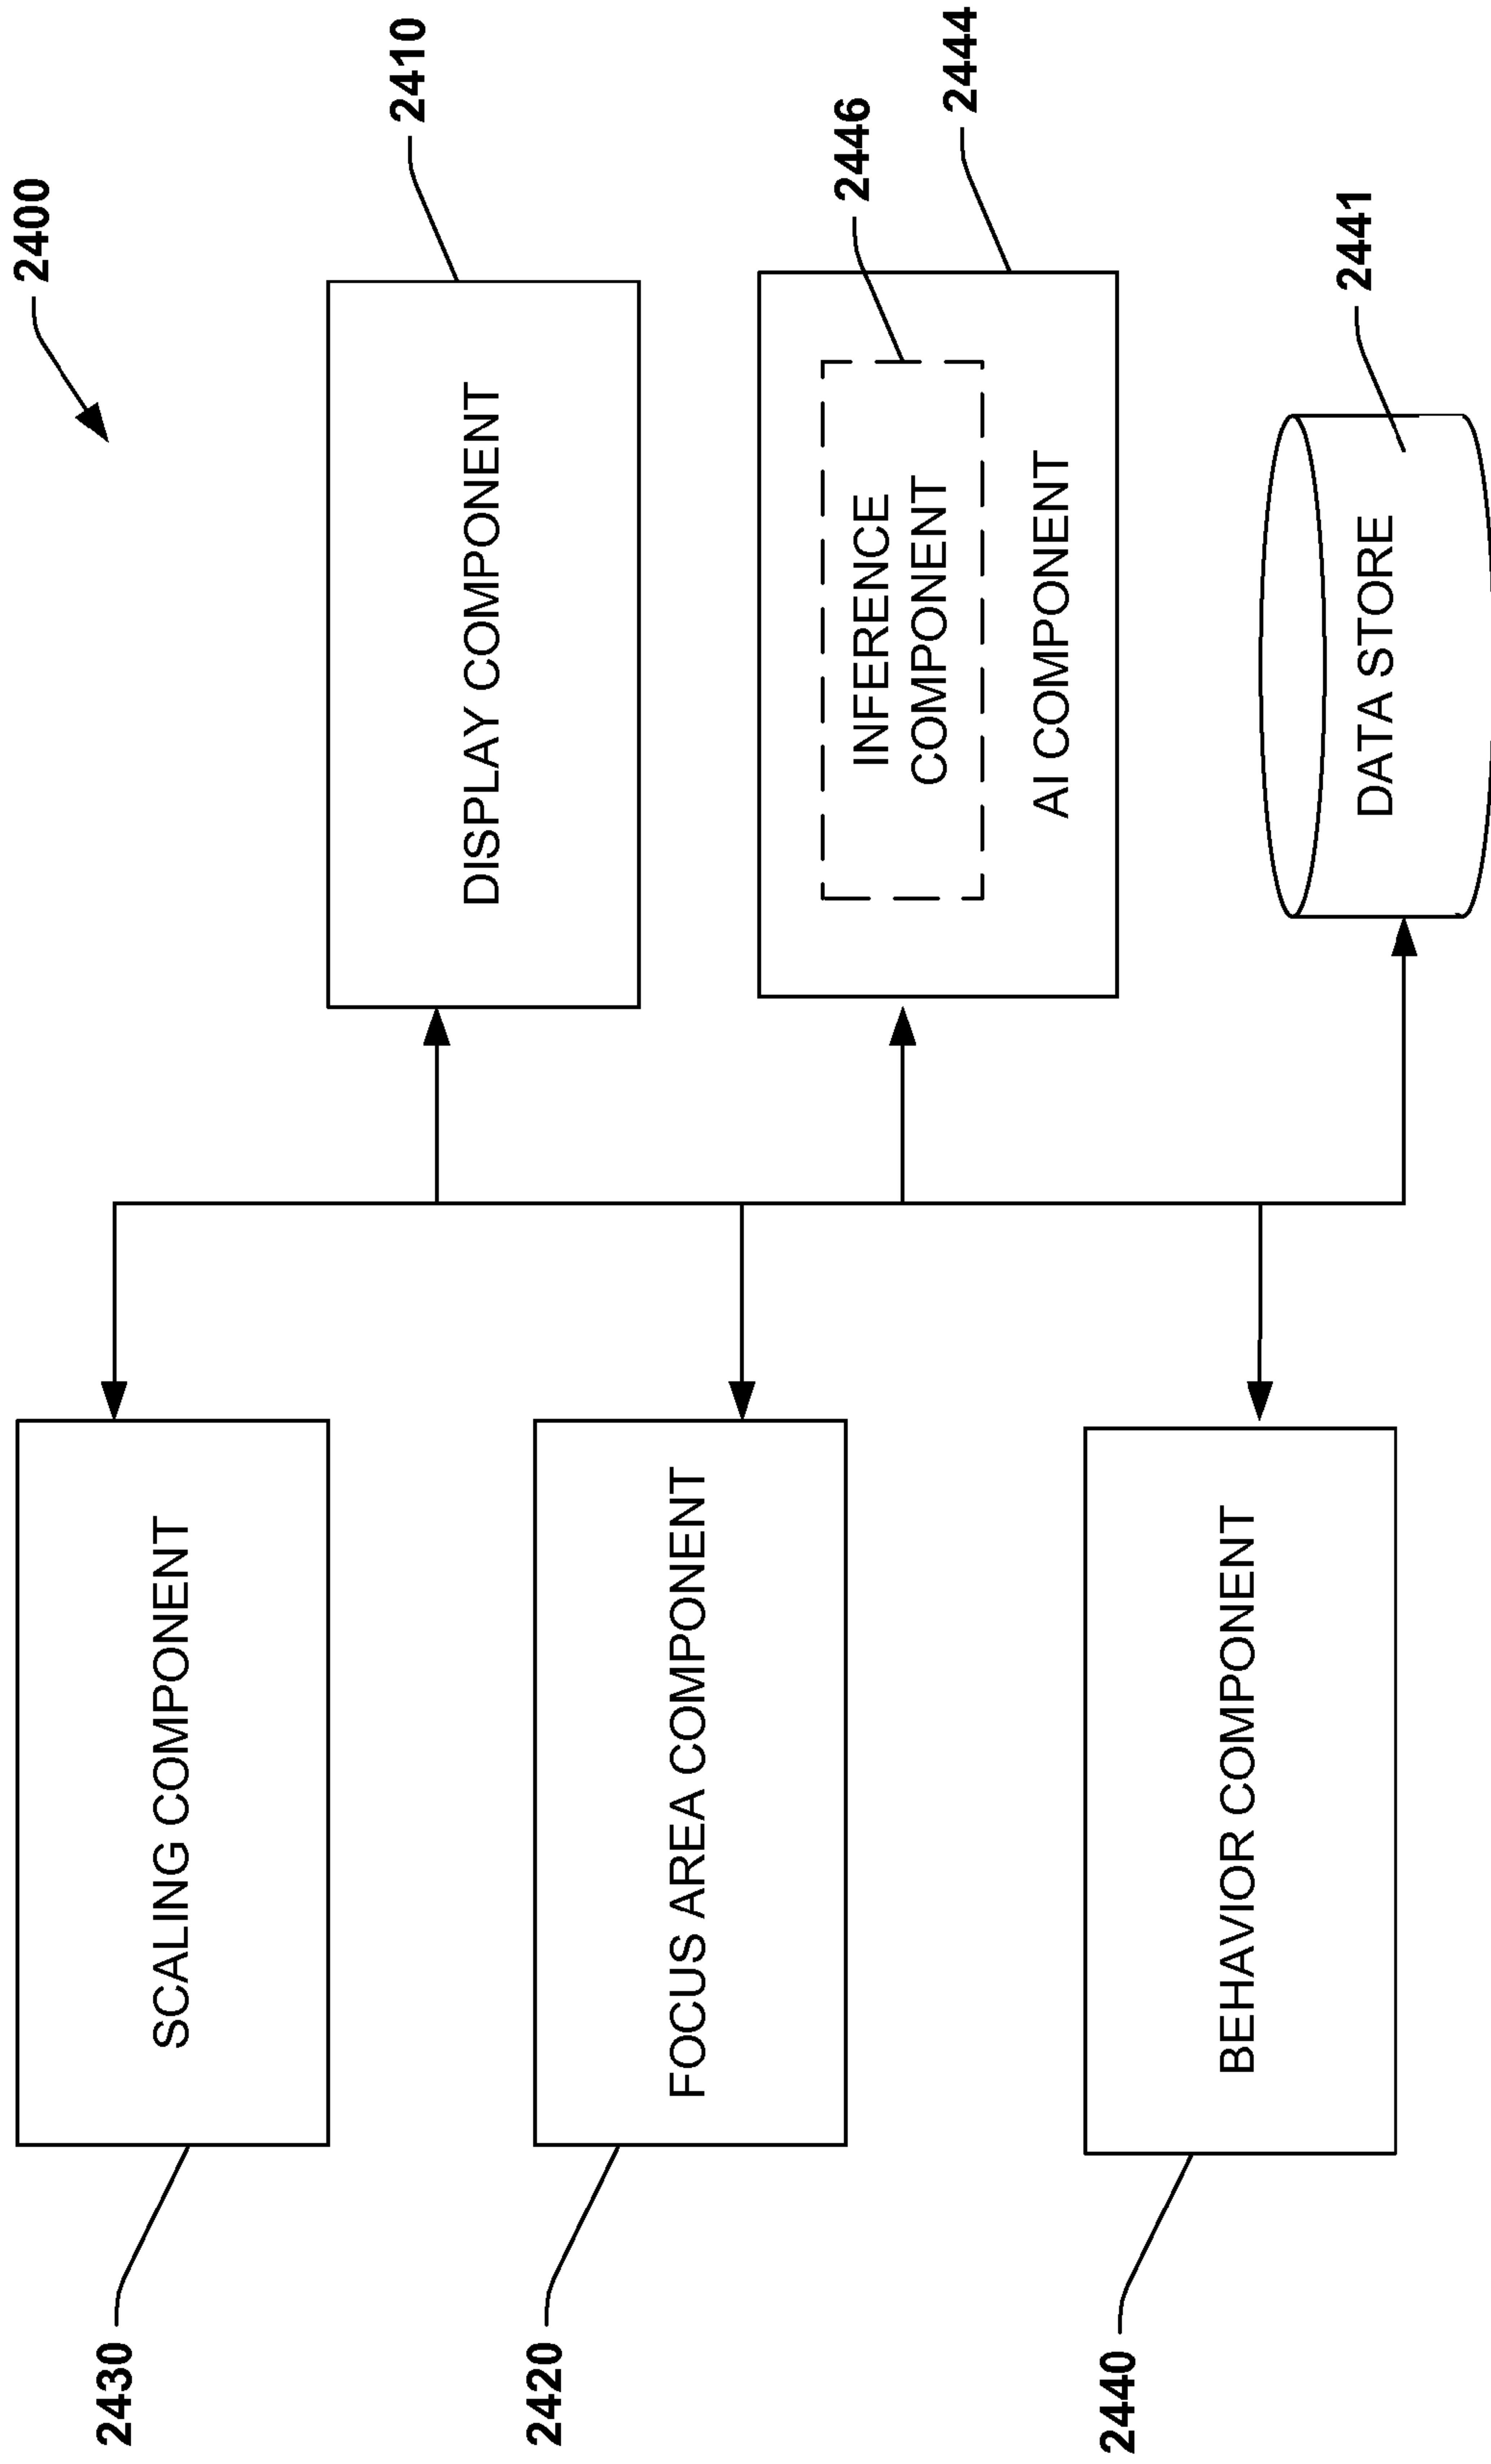 2400
2430
SCALING COMPONENT
DISPLAY COMPONENT
2410
2420
FOCUS AREA COMPONENT
INFERENCE
COMPONENT
2446
AI COMPONENT
2444
2440
BEHAVIOR COMPONENT
DATA STORE
2441